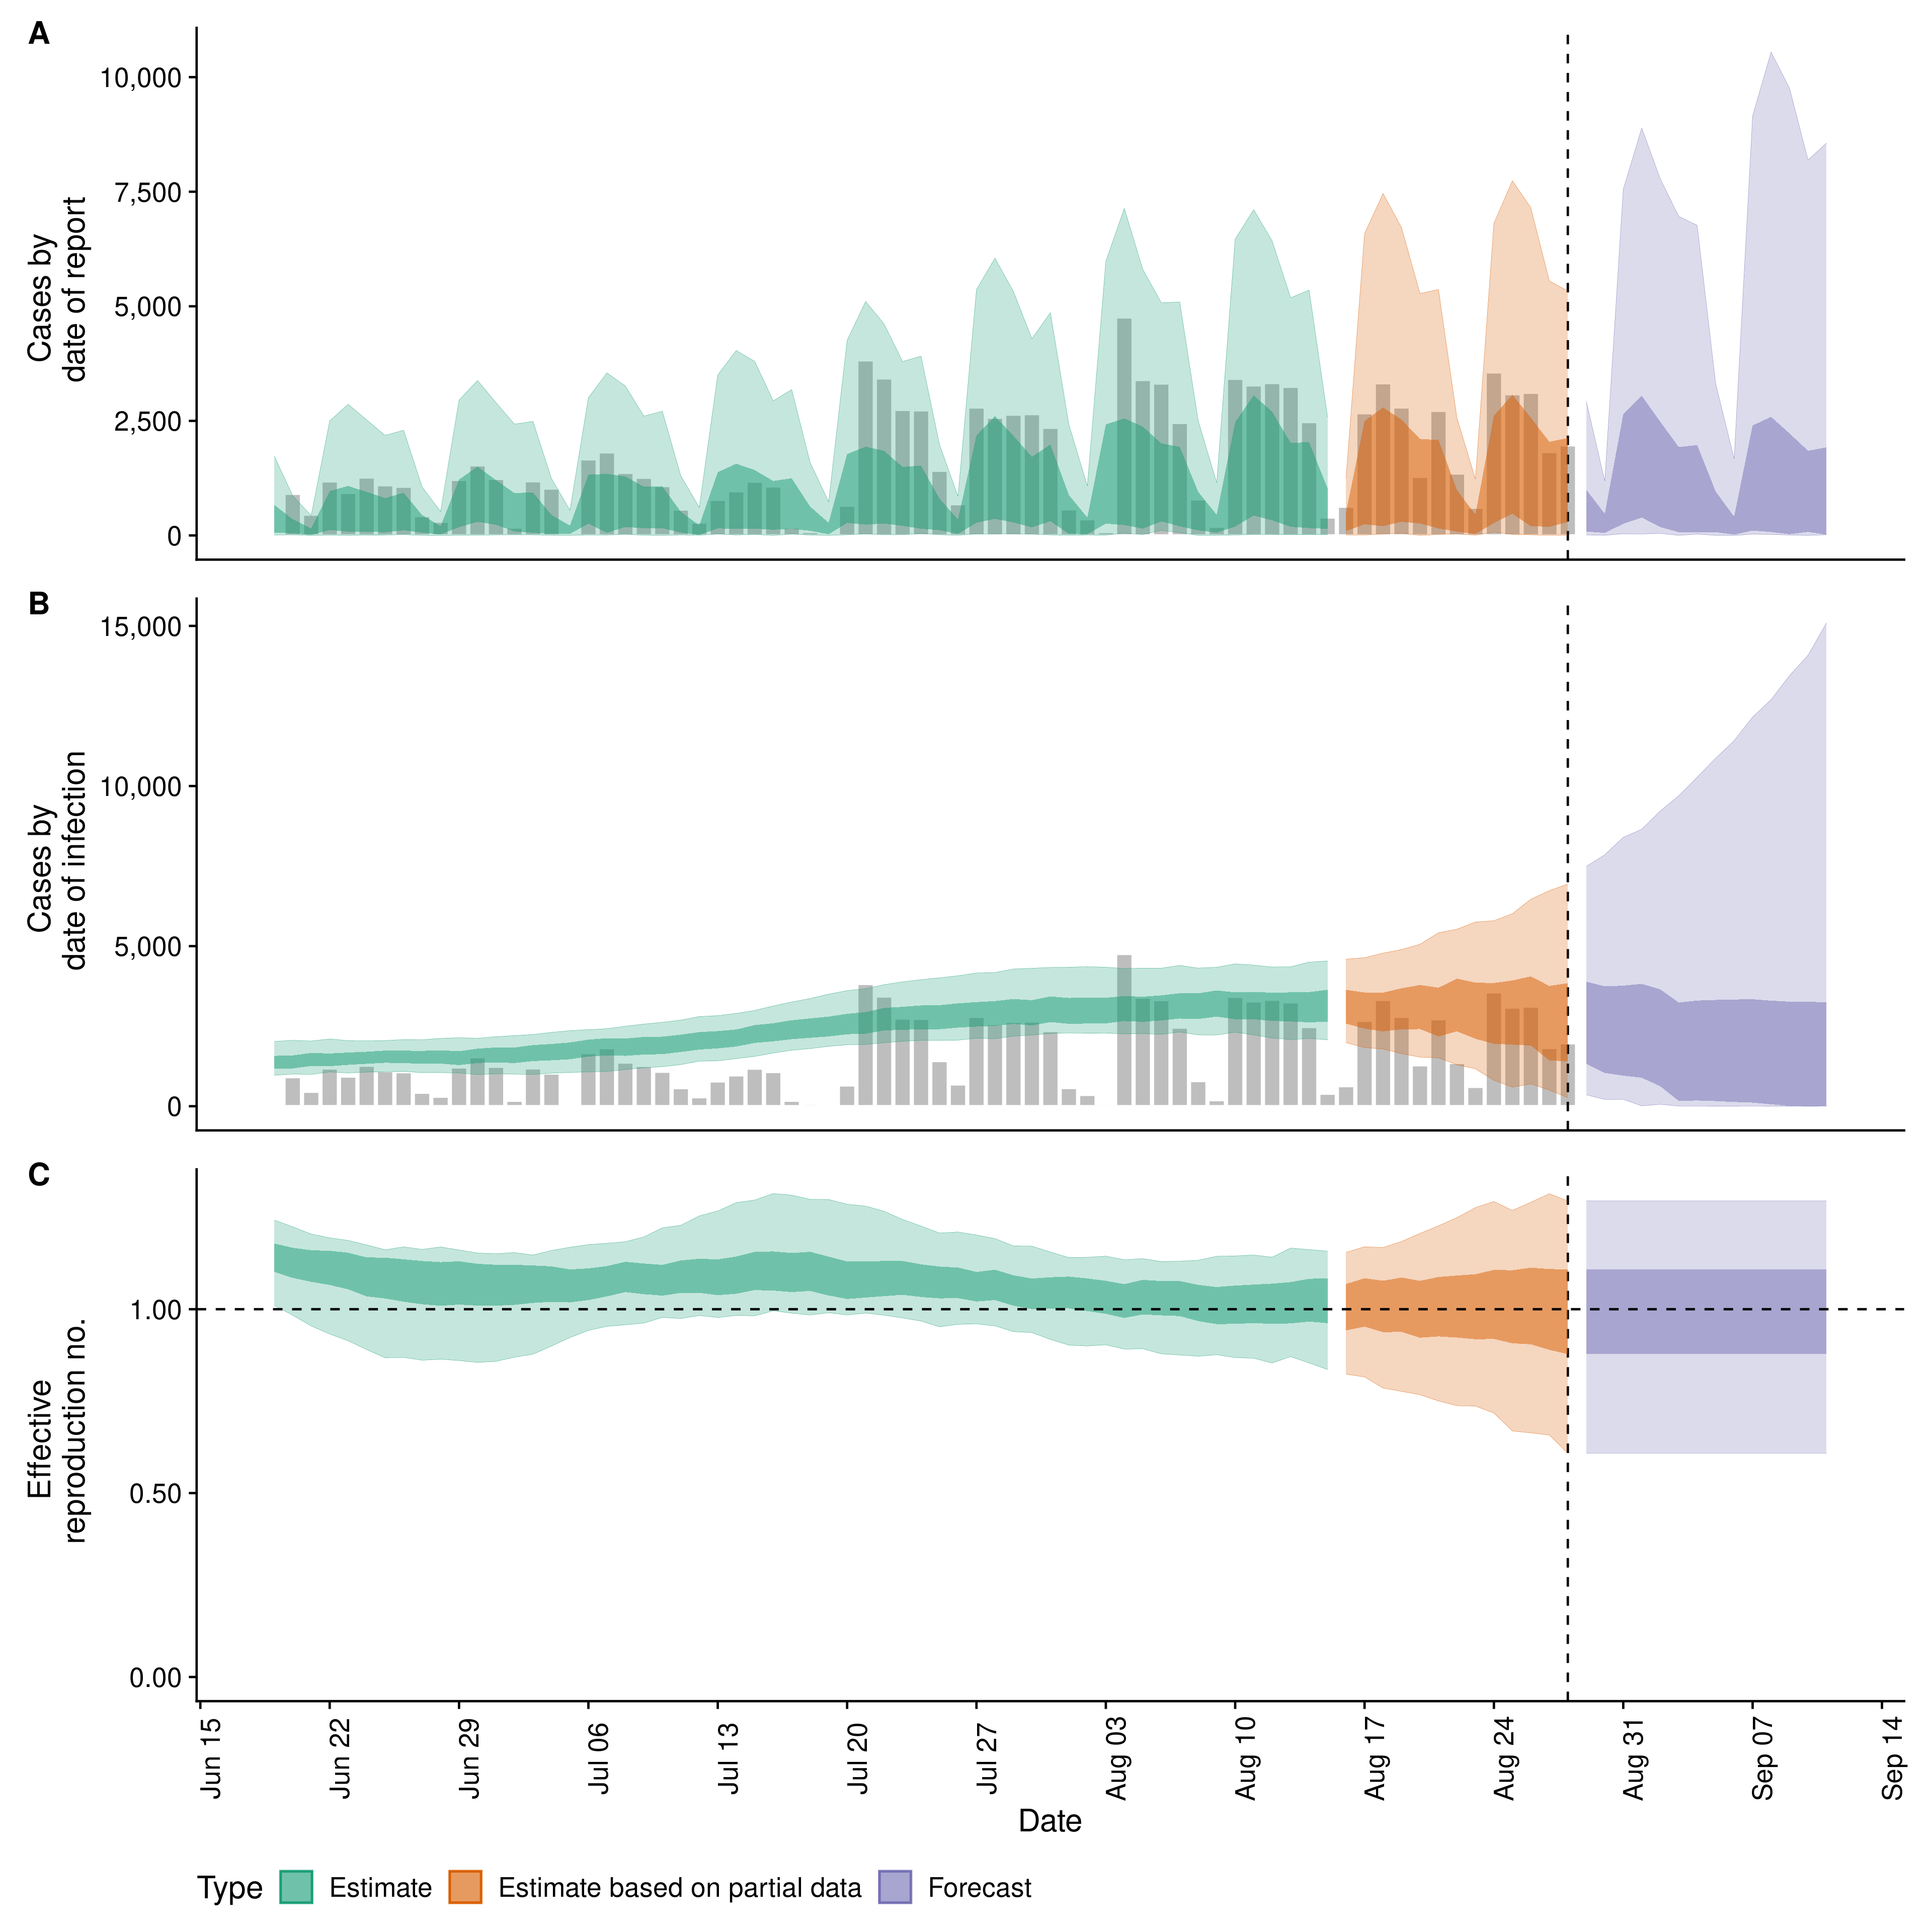 A
10,000
7,500
5,000
2,500
0
Cases by
date of report
B
15,000
10,000
5,000
0
Cases by
date of infection
C
1.00
0.50
0.00
Effective
reproduction no.
Jun 15
Jun 22
Jun 29
Jul 06
Jul 13
Jul 20
Jul 27
Aug 03
Aug 10
Aug 17
Aug 24
Aug 31
Sep 07
Sep 14
Date
Type Estimate Estimate based on partial data Forecast